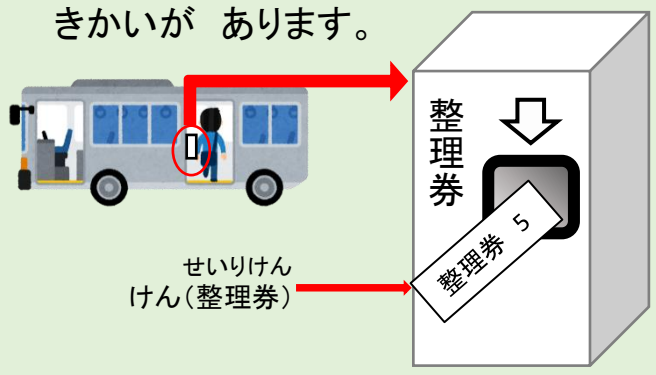 きかいが あります。
整理券
整理券 5
せいりけん
けん(整理券)